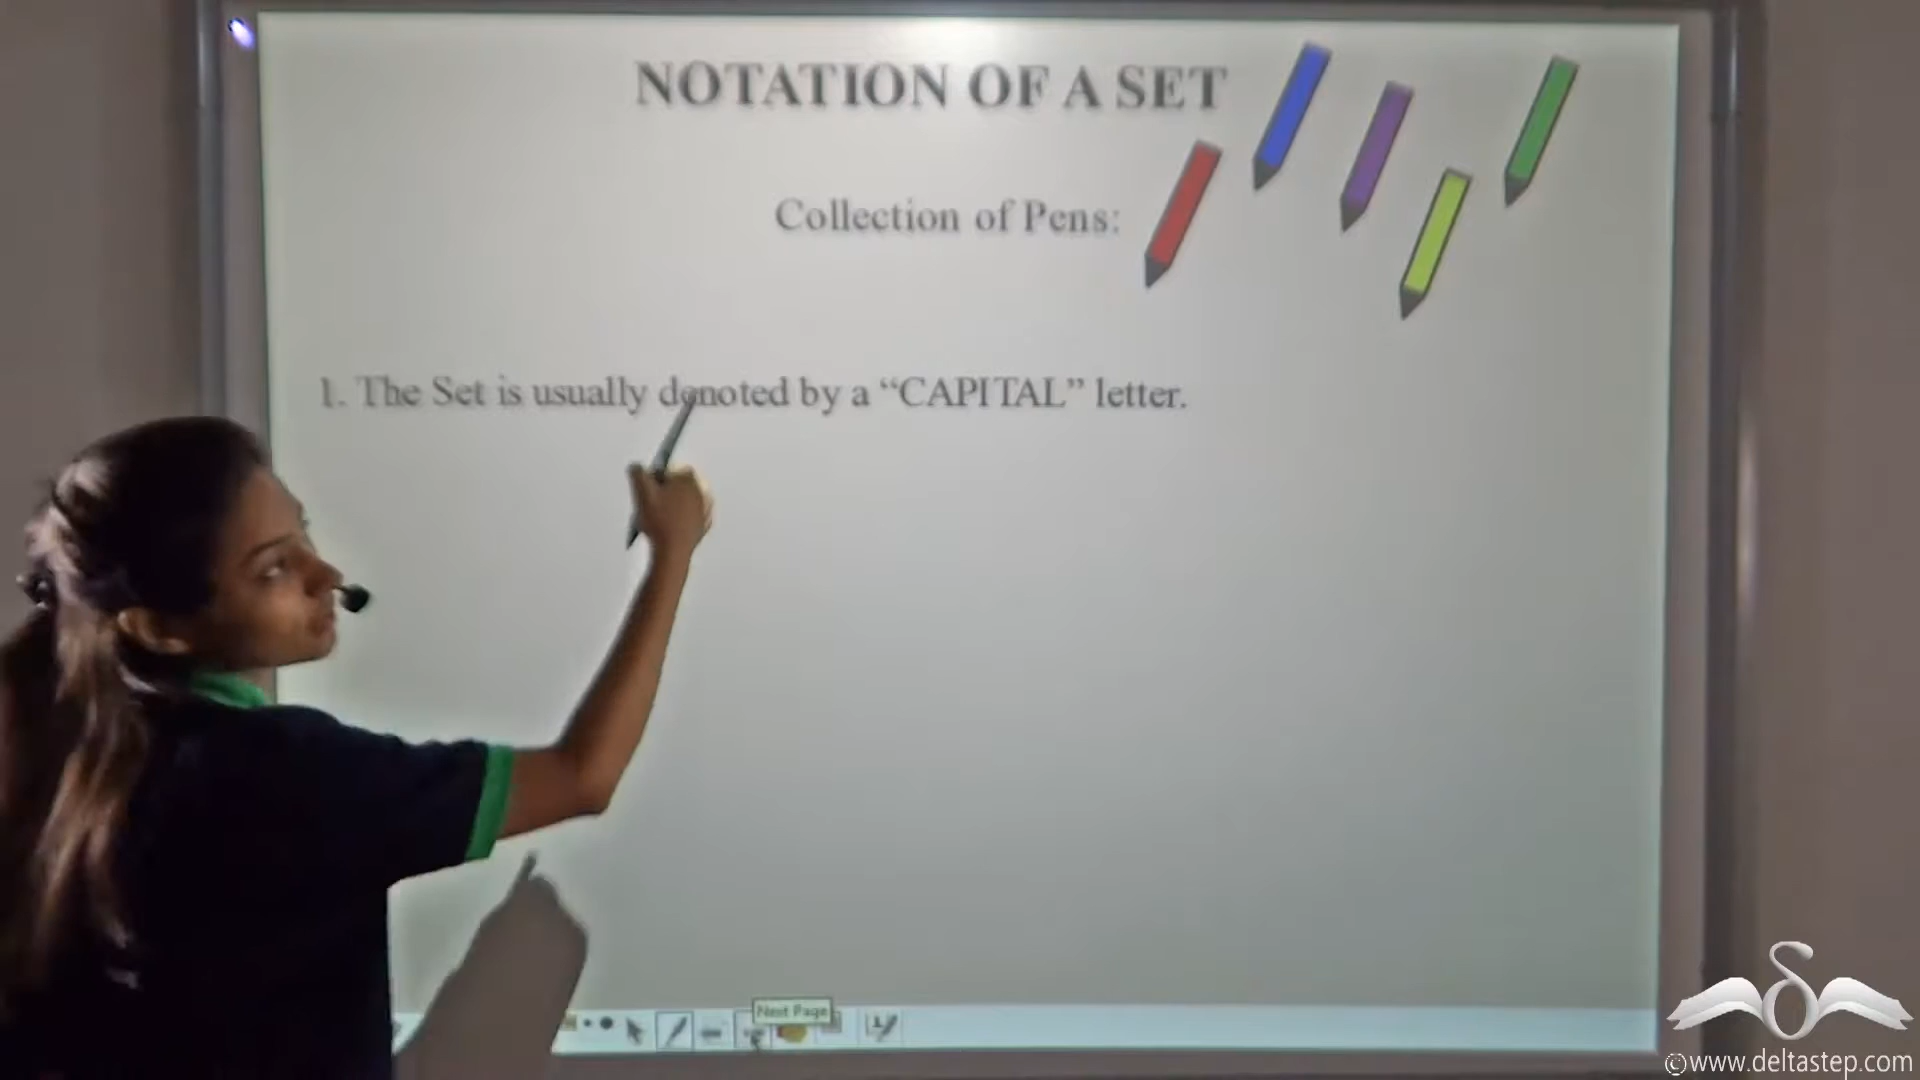 NOTATION OF A SET
Collection of Pens:
1. The Set is usually denoted by a “CAPITAL” letter.
Next Page
©www.deltastep.com